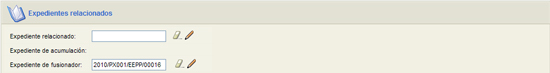 Expedientes relacionados
Expediente relacionado:
Expediente de acumulación:
Expediente de fusionador: 2010/PX001/EEPP/00016